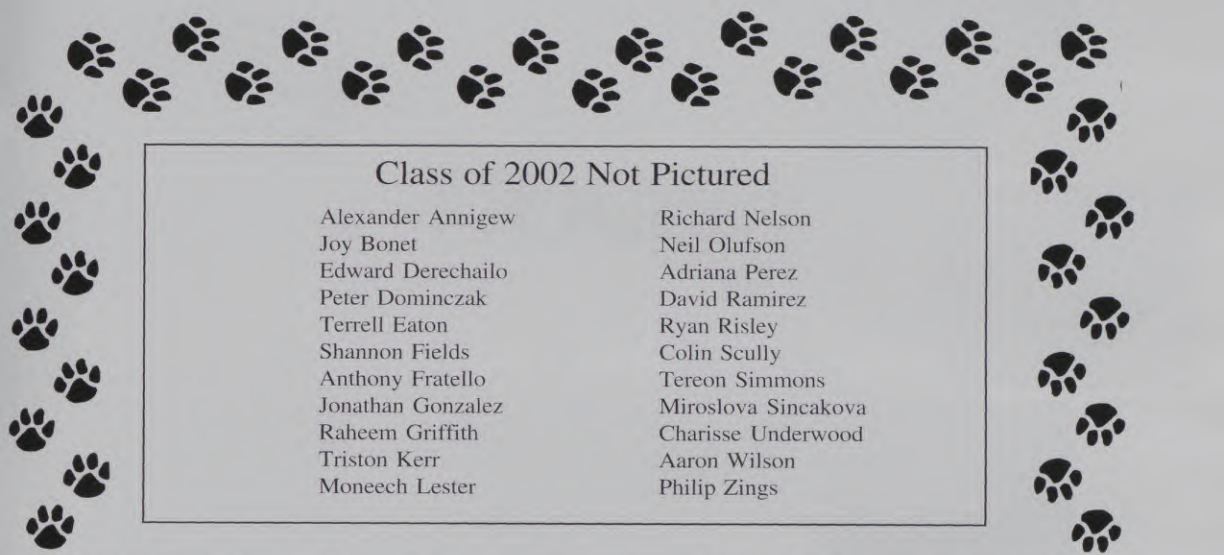 Class of 2002 Not Pictured
Alexander Annigew
Joy Bonet
Edward Derechailo
Peter Dominczak
Terrell Eaton
Shannon Fields
Anthony Fratello
Jonathan Gonzalez
Raheem Griffith
Triston Kerr
Moneech Lester
Richard Nelson
Neil Olufson
Adriana Perez
David Ramirez
Ryan Risley
Colin Scully
Tereon Simmons
Miroslova Sincakova
Charisse Underwood
Aaron Wilson
Philip Zings